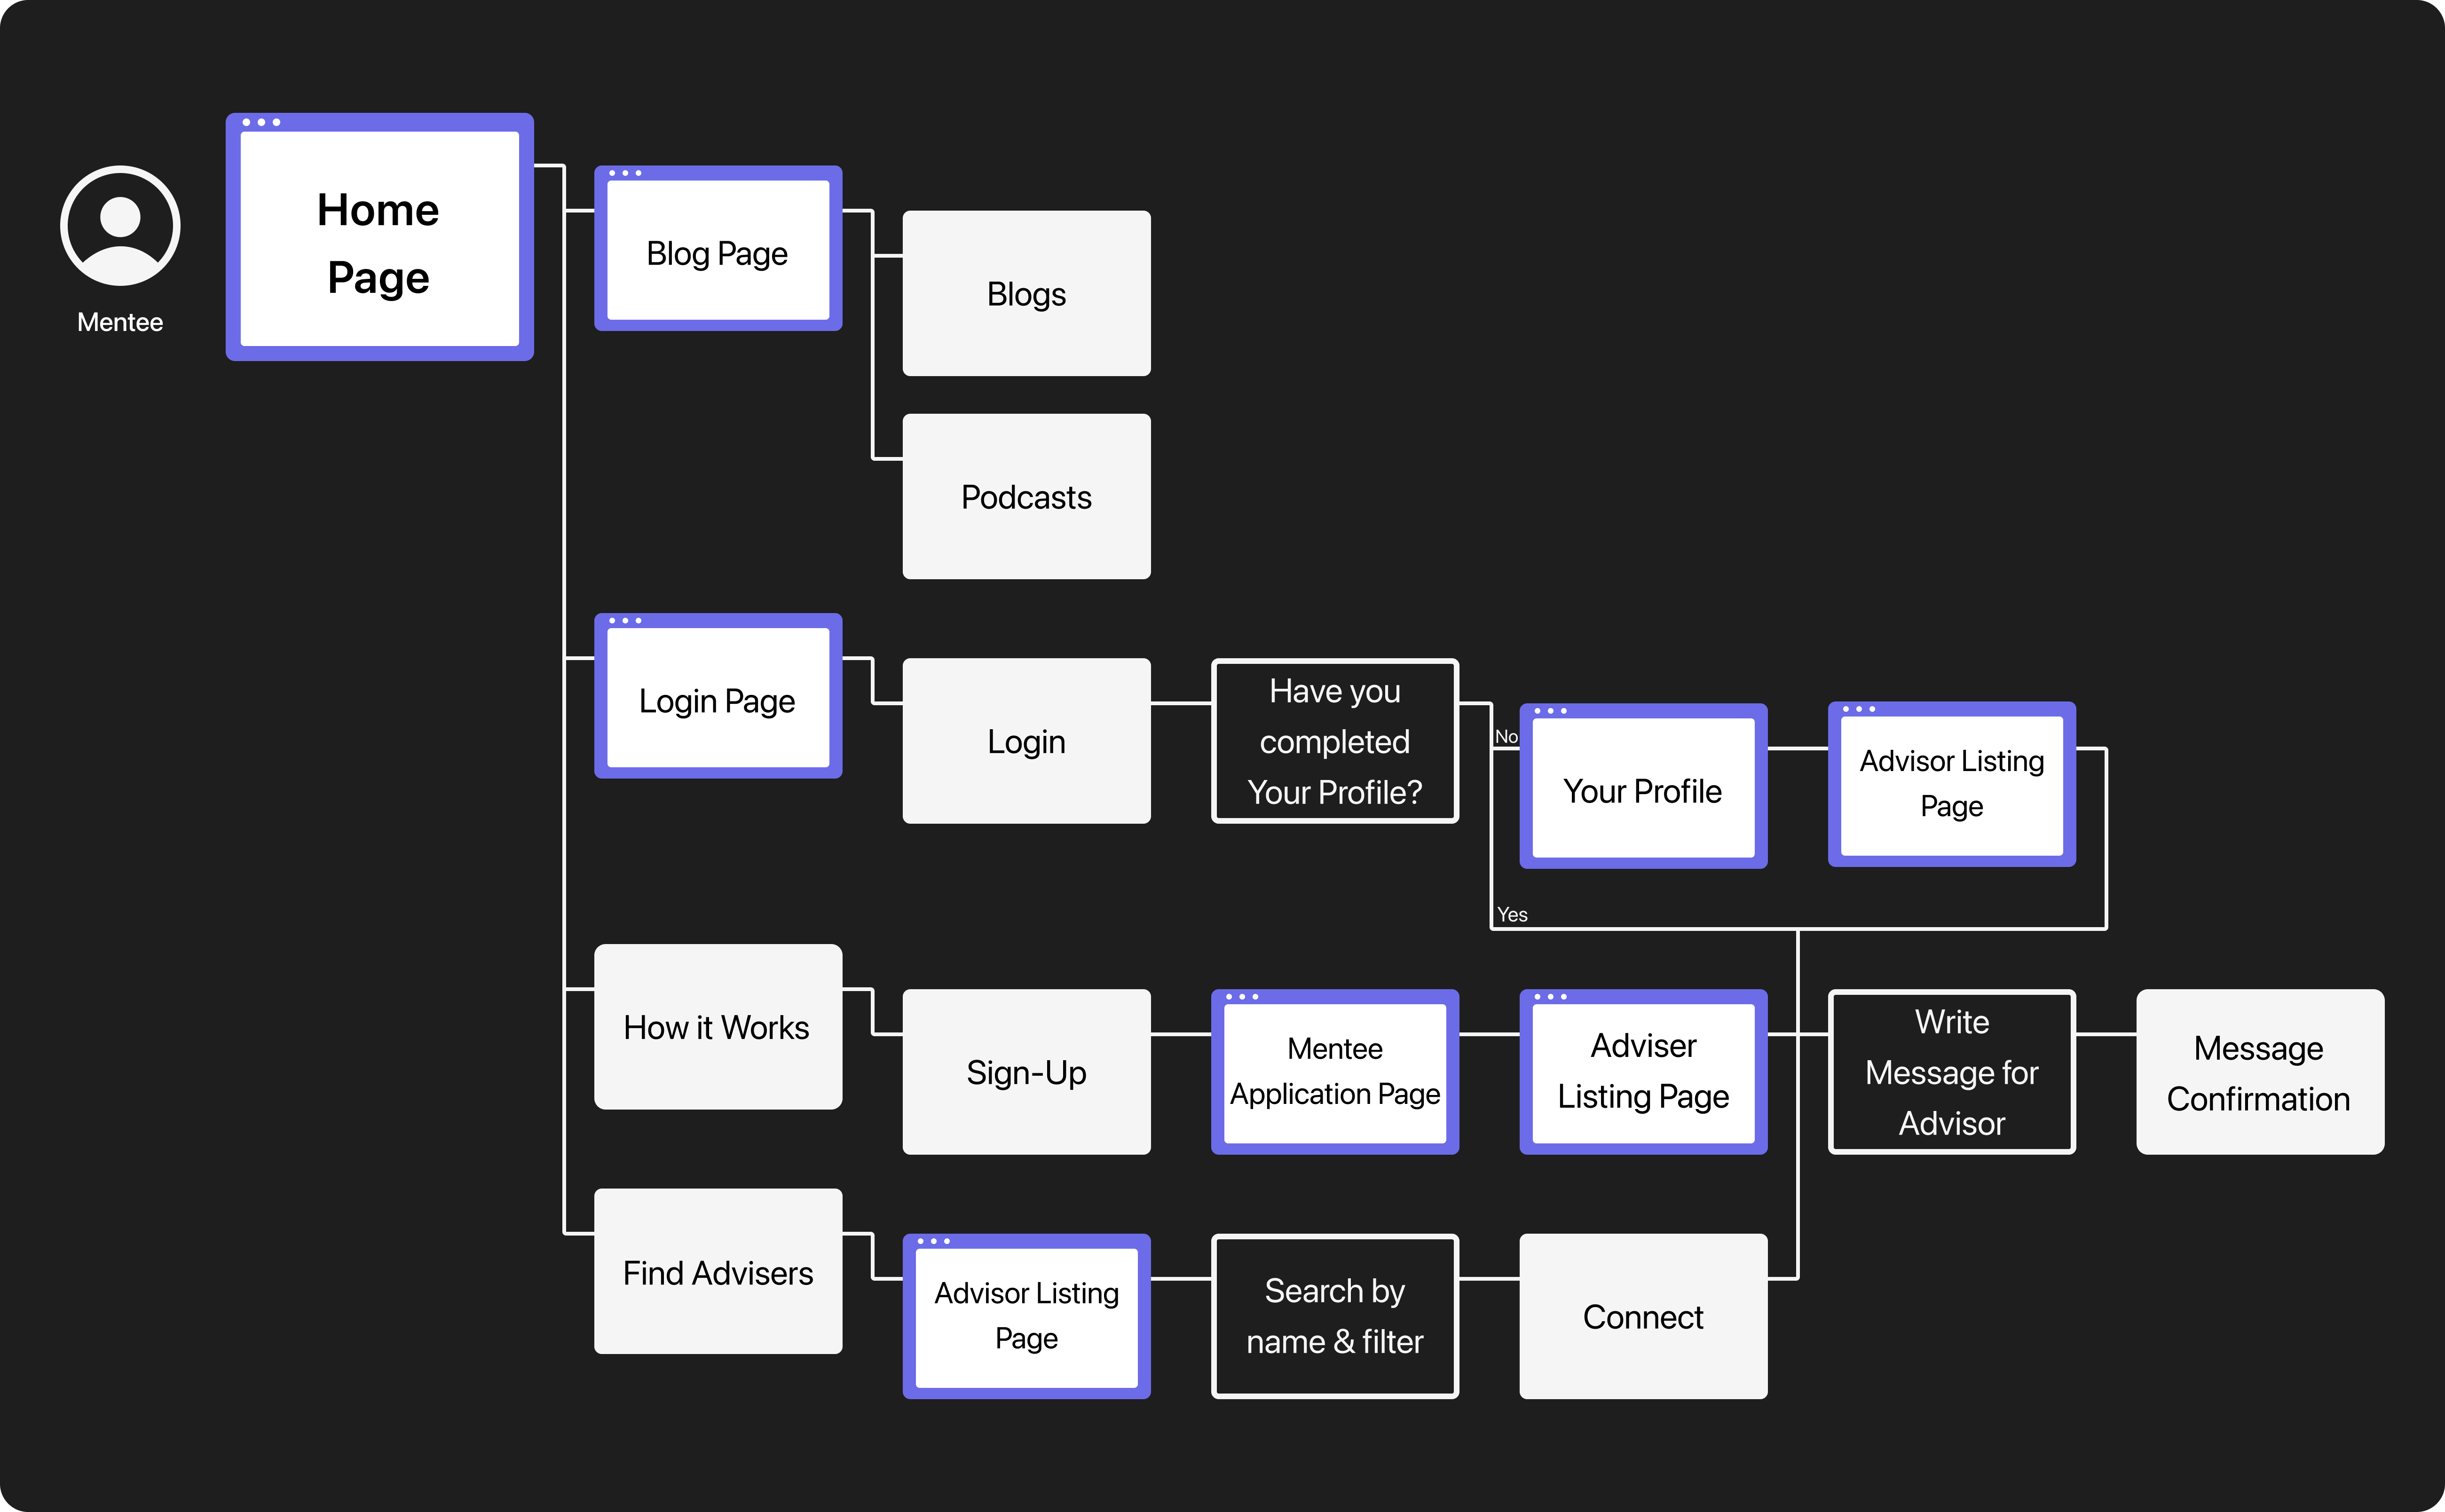 Mentee
Home
Page
Blog Page
Blogs
Podcasts
Login Page
Login
Have you
completed
Your Profile?
No
Yes
Your Profile
Advisor Listing
Page
How it Works
Sign-Up
Mentee
Application Page
Adviser
Listing Page
Write
Message for
Advisor
Message
Confirmation
Find Advisers
Advisor Listing
Page
Search by
name & filter
Connect